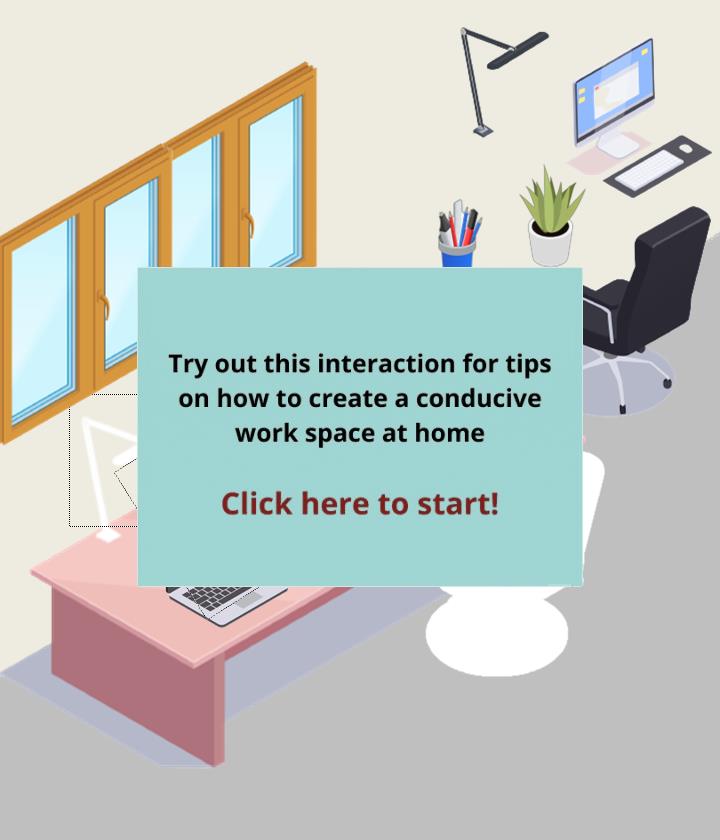 Try out this interaction for tips
on how to create a conducive
work space at home
Click here to start!